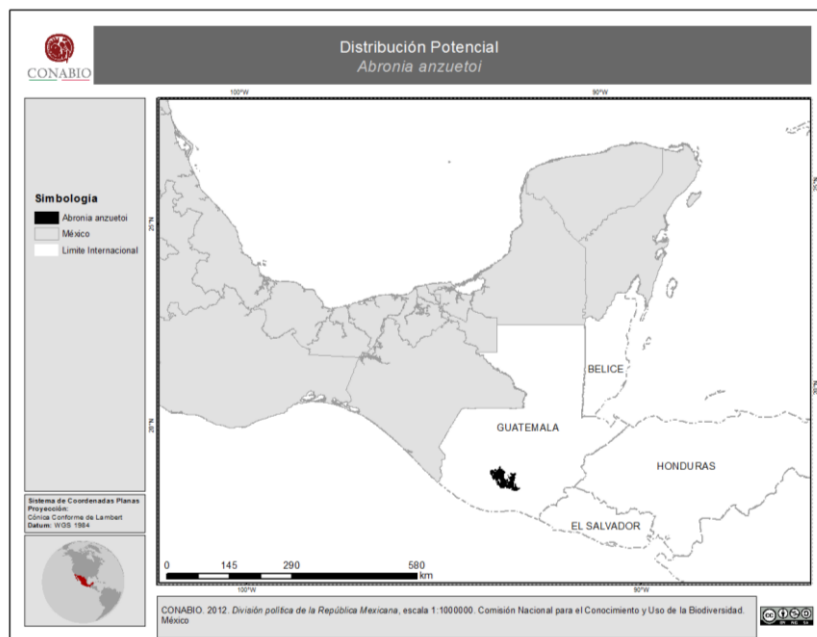 Distribución Potencial
Abronia anzuetoi
CONABIO
100°W
90°W
Simbología
Abronia anzuetoi
México
Limite Internacional
25°N
20°N
BELICE
GUATEMALA
HONDURAS
EL SALVADOR
Sistema de Coordenadas Planas
Proyección:
Cónica Conforme de Lambert
Datum: WGS 1984
0 145 290 580
km
100°W
90°W
CONABIO. 2012. División política de la República Mexicana, escala 1:1000000. Comisión Nacional para el Conocimiento y Uso de la Biodiversidad.
México